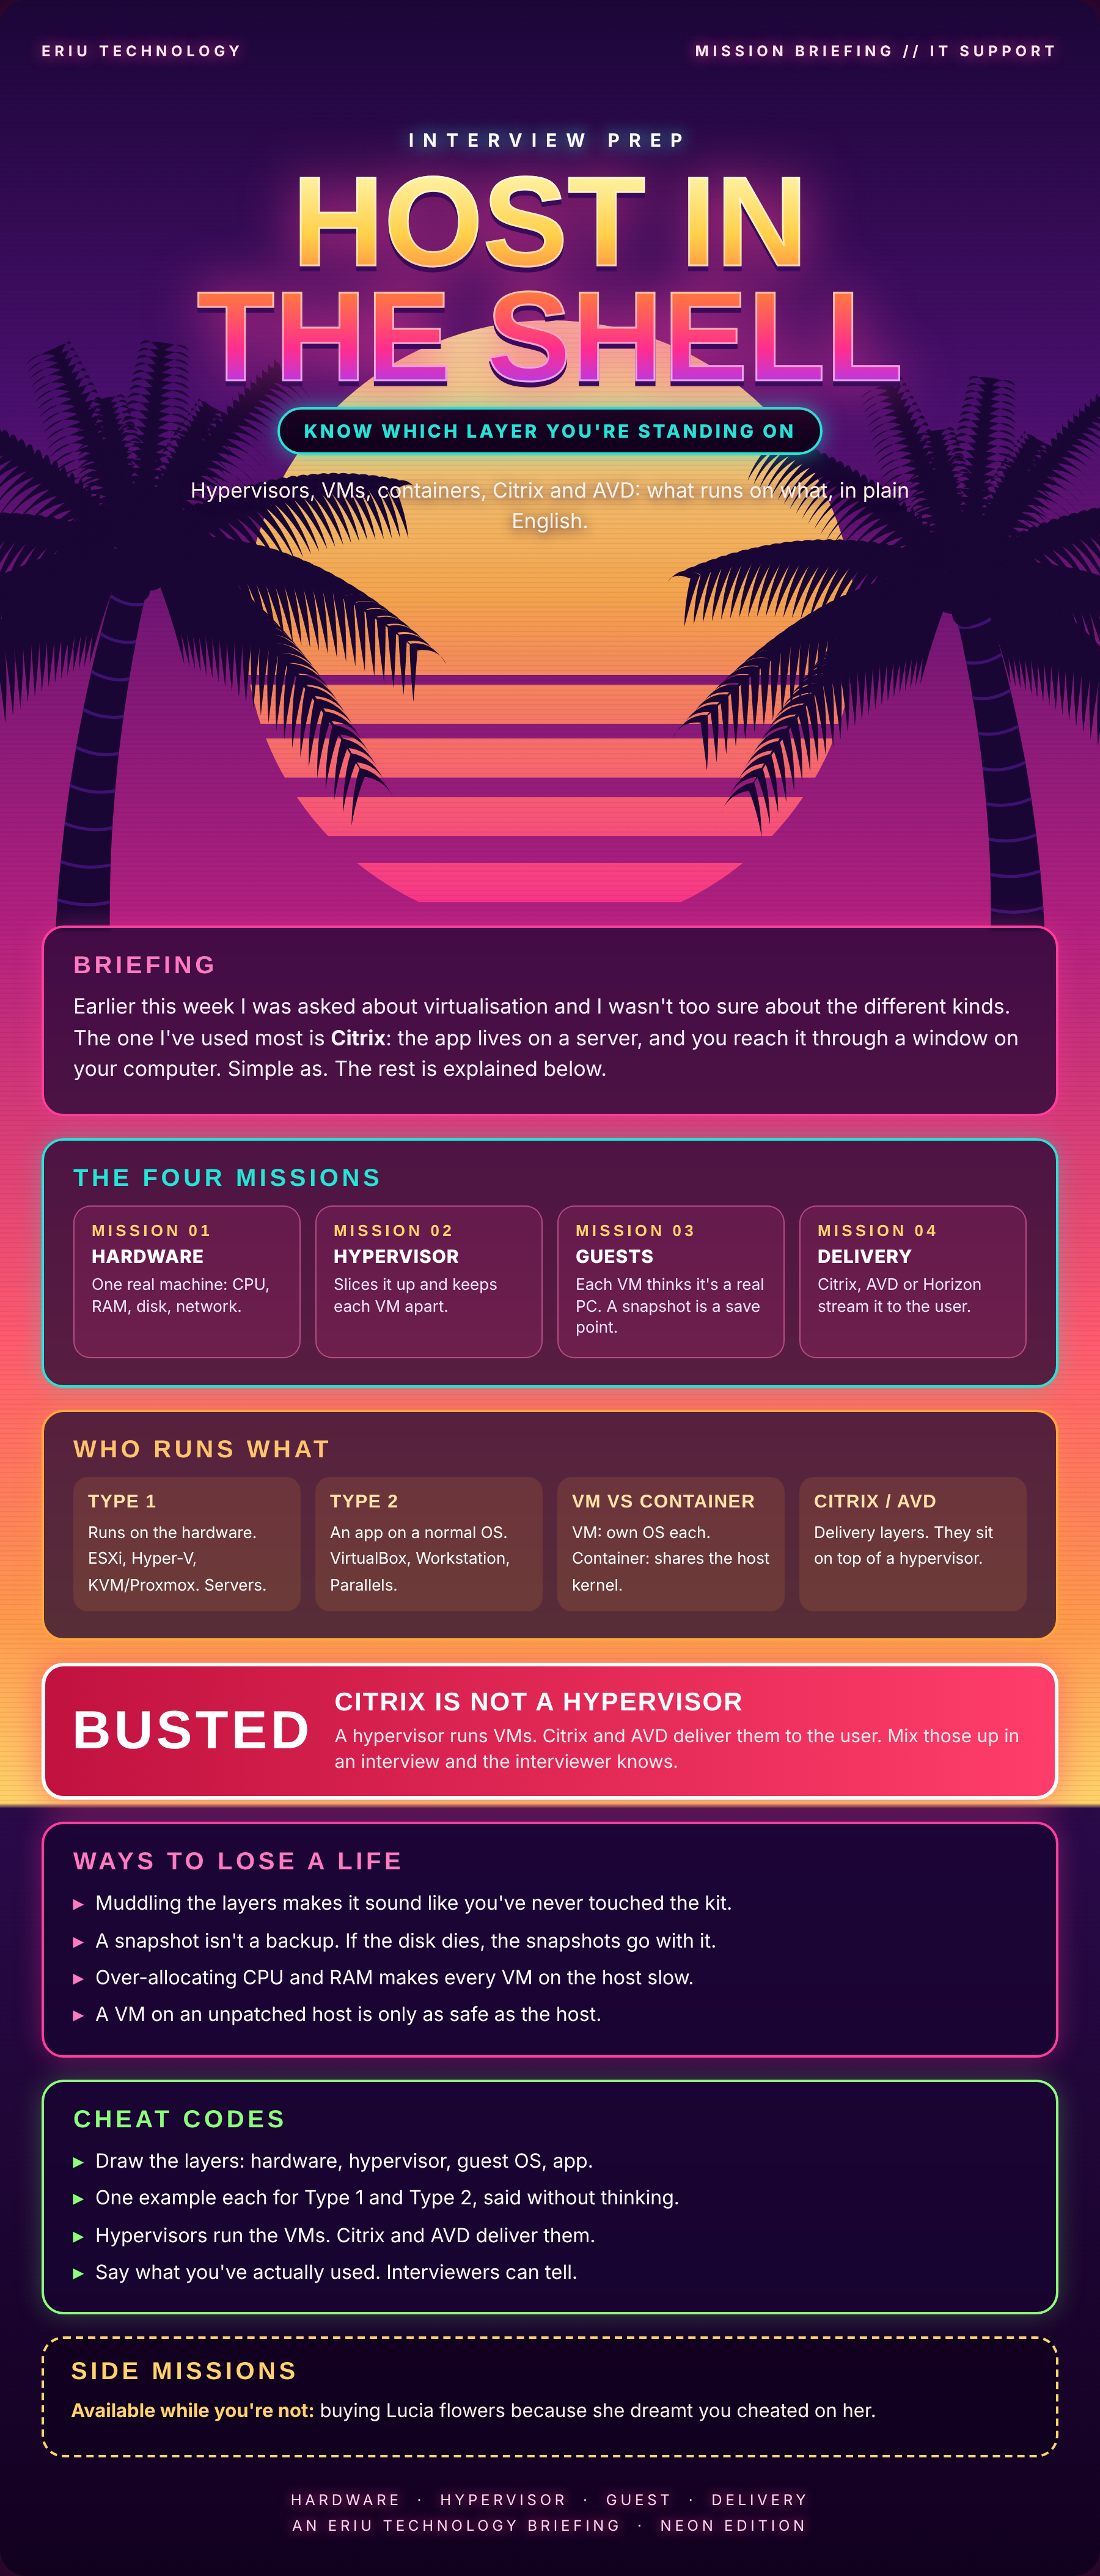 ERIU TECHNOLOGY
MISSION BRIEFING // IT SUPPORT
INTERVIEW PREP
HOST IN
THE SHELL
KNOW WHICH LAYER YOU'RE STANDING ON
Hypervisors, VMs, containers, Citrix and AVD: what runs on what, in plain
English.
BRIEFING
Earlier this week I was asked about virtualisation and I wasn't too sure about the different kinds.
The one I've used most is Citrix: the app lives on a server, and you reach it through a window on
your computer. Simple as. The rest is explained below.
THE FOUR MISSIONS
MISSION 01
HARDWARE
One real machine: CPU,
RAM, disk, network.
MISSION 02
HYPERVISOR
Slices it up and keeps
each VM apart.
MISSION 03
GUESTS
Each VM thinks it's a real
PC. A snapshot is a save
point.
MISSION 04
DELIVERY
Citrix, AVD or Horizon
stream it to the user.
WHO RUNS WHAT
TYPE 1
Runs on the hardware.
ESXi, Hyper-V,
KVM/Proxmox. Servers.
TYPE 2
An app on a normal OS.
VirtualBox, Workstation,
Parallels.
VM VS CONTAINER
VM: own OS each.
Container: shares the host
kernel.
CITRIX / AVD
Delivery layers. They sit
on top of a hypervisor.
BUSTED
CITRIX IS NOT A HYPERVISOR
A hypervisor runs VMs. Citrix and AVD deliver them to the user. Mix those up in
an interview and the interviewer knows.
WAYS TO LOSE A LIFE
▸ Muddling the layers makes it sound like you've never touched the kit.
▸ A snapshot isn't a backup. If the disk dies, the snapshots go with it.
▸ Over-allocating CPU and RAM makes every VM on the host slow.
▸ A VM on an unpatched host is only as safe as the host.
CHEAT CODES
▸ Draw the layers: hardware, hypervisor, guest OS, app.
▸ One example each for Type 1 and Type 2, said without thinking.
▸ Hypervisors run the VMs. Citrix and AVD deliver them.
▸ Say what you've actually used. Interviewers can tell.
SIDE MISSIONS
Available while you're not: buying Lucia flowers because she dreamt you cheated on her.
HARDWARE · HYPERVISOR · GUEST · DELIVERY
AN ERIU TECHNOLOGY BRIEFING · NEON EDITION